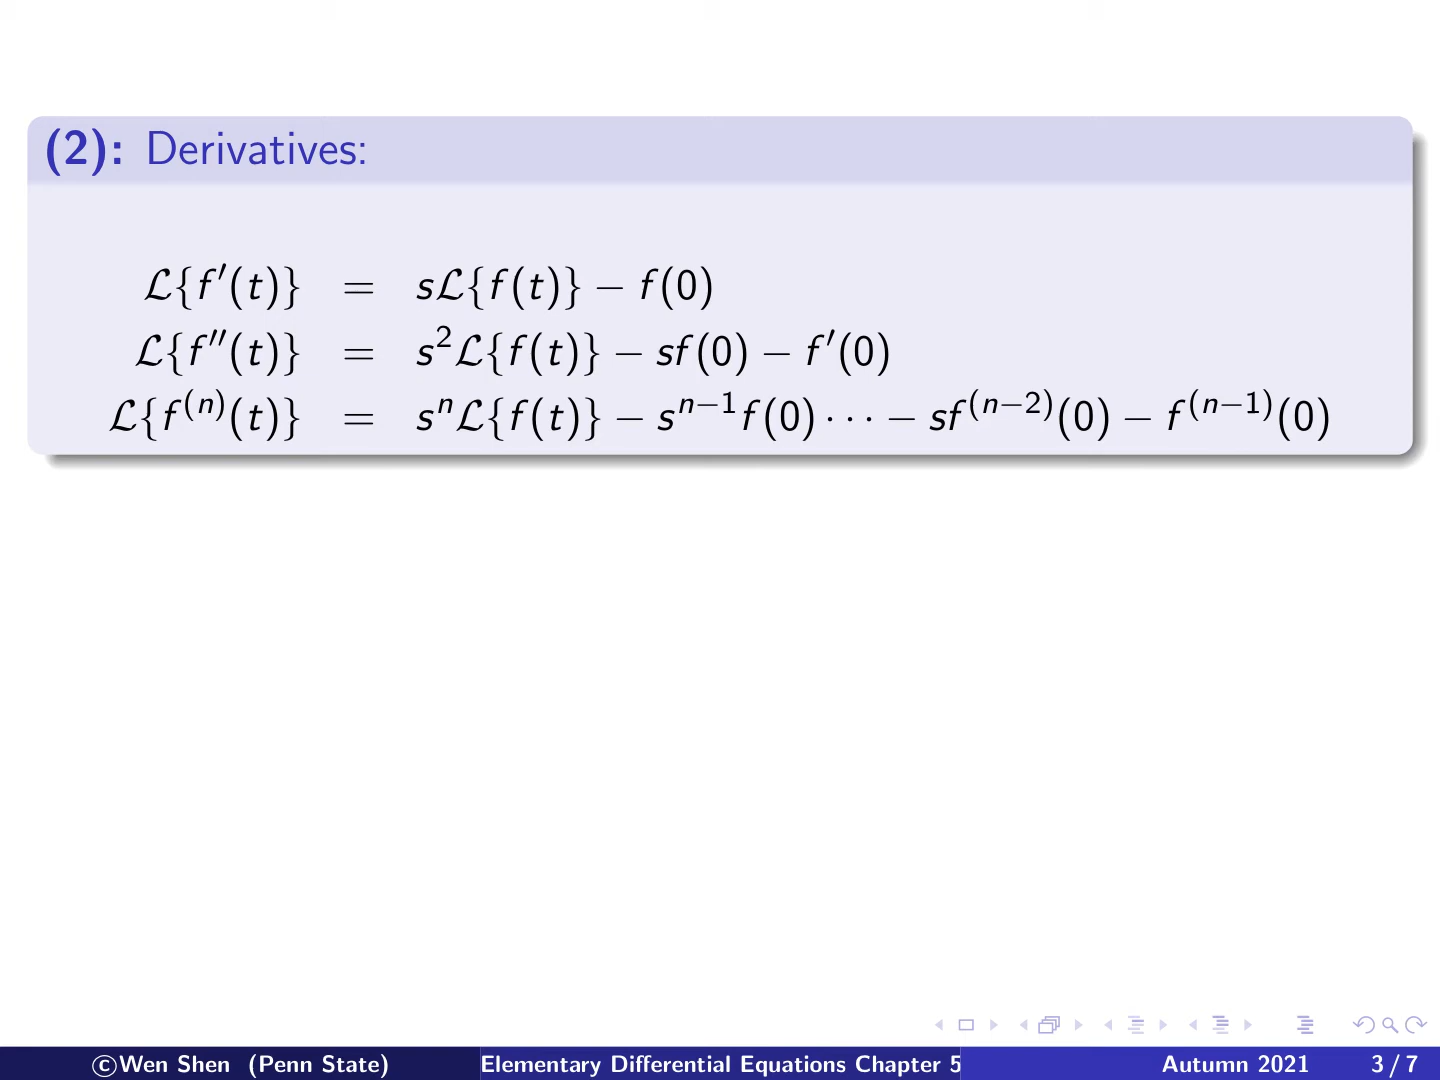 (2): Derivatives:
ℒ{f′(t)} = sℒ{f(t)} − f(0)
ℒ{f′′(t)} = s²ℒ{f(t)} − sf(0) − f′(0)
ℒ{f⁽ⁿ⁾(t)} = sⁿℒ{f(t)} − sⁿ⁻¹f(0) · · · − sf⁽ⁿ⁻²⁾(0) − f⁽ⁿ⁻¹⁾(0)
©Wen Shen (Penn State) Elementary Differential Equations Chapter 5 Autumn 2021 3 / 7